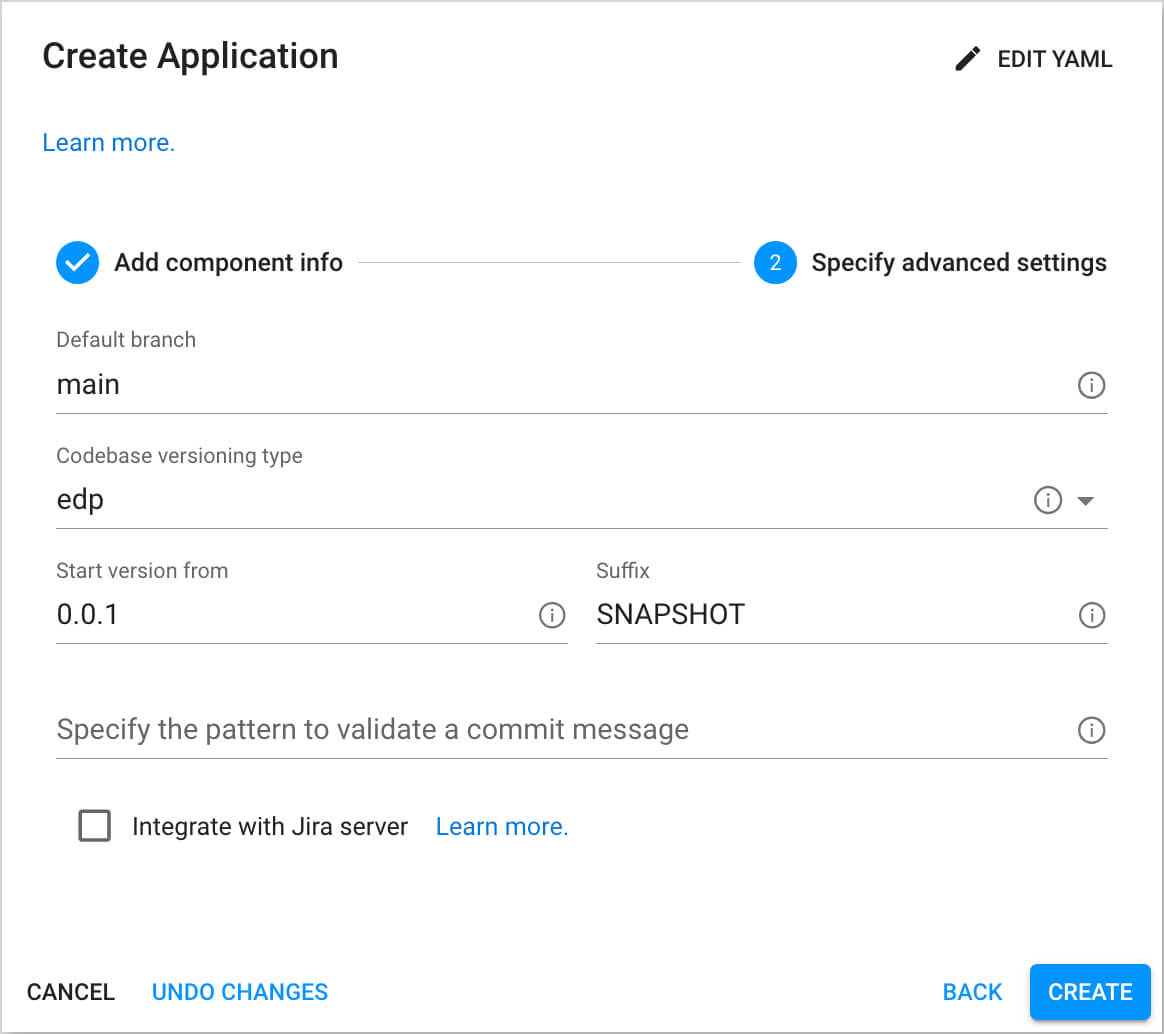 Create Application
EDIT YAML
Learn more.
Add component info
2 Specify advanced settings
Default branch
main
Codebase versioning type
edp
Start version from
0.0.1
Suffix
SNAPSHOT
Specify the pattern to validate a commit message
Integrate with Jira server Learn more.
CANCEL UNDO CHANGES BACK CREATE